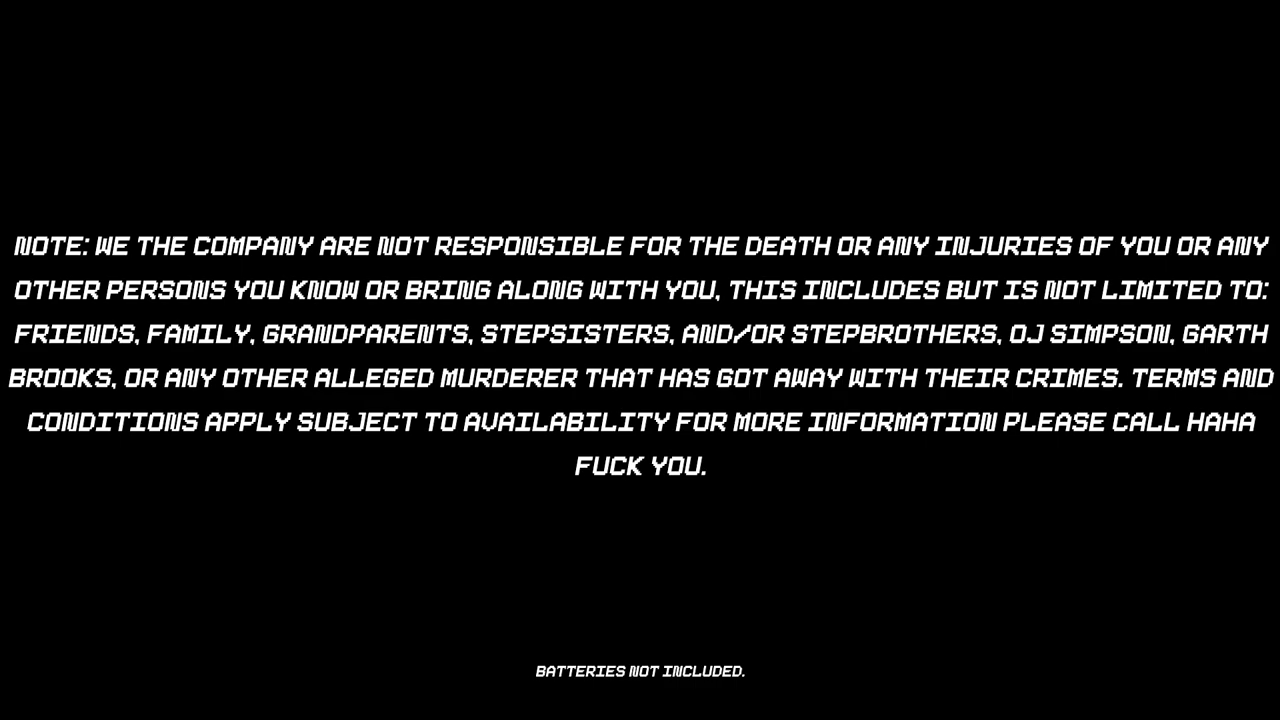 NOTE: WE THE COMPANY ARE NOT RESPONSIBLE FOR THE DEATH OR ANY INJURIES OF YOU OR ANY
OTHER PERSONS YOU KNOW OR BRING ALONG WITH YOU, THIS INCLUDES BUT IS NOT LIMITED TO:
FRIENDS, FAMILY, GRANDPARENTS, STEPSISTERS, AND/OR STEPBROTHERS, OJ SIMPSON, GARTH
BROOKS, OR ANY OTHER ALLEGED MURDERER THAT HAS GOT AWAY WITH THEIR CRIMES. TERMS AND
CONDITIONS APPLY SUBJECT TO AVAILABILITY FOR MORE INFORMATION PLEASE CALL HAHA
FUCK YOU.
BATTERIES NOT INCLUDED.